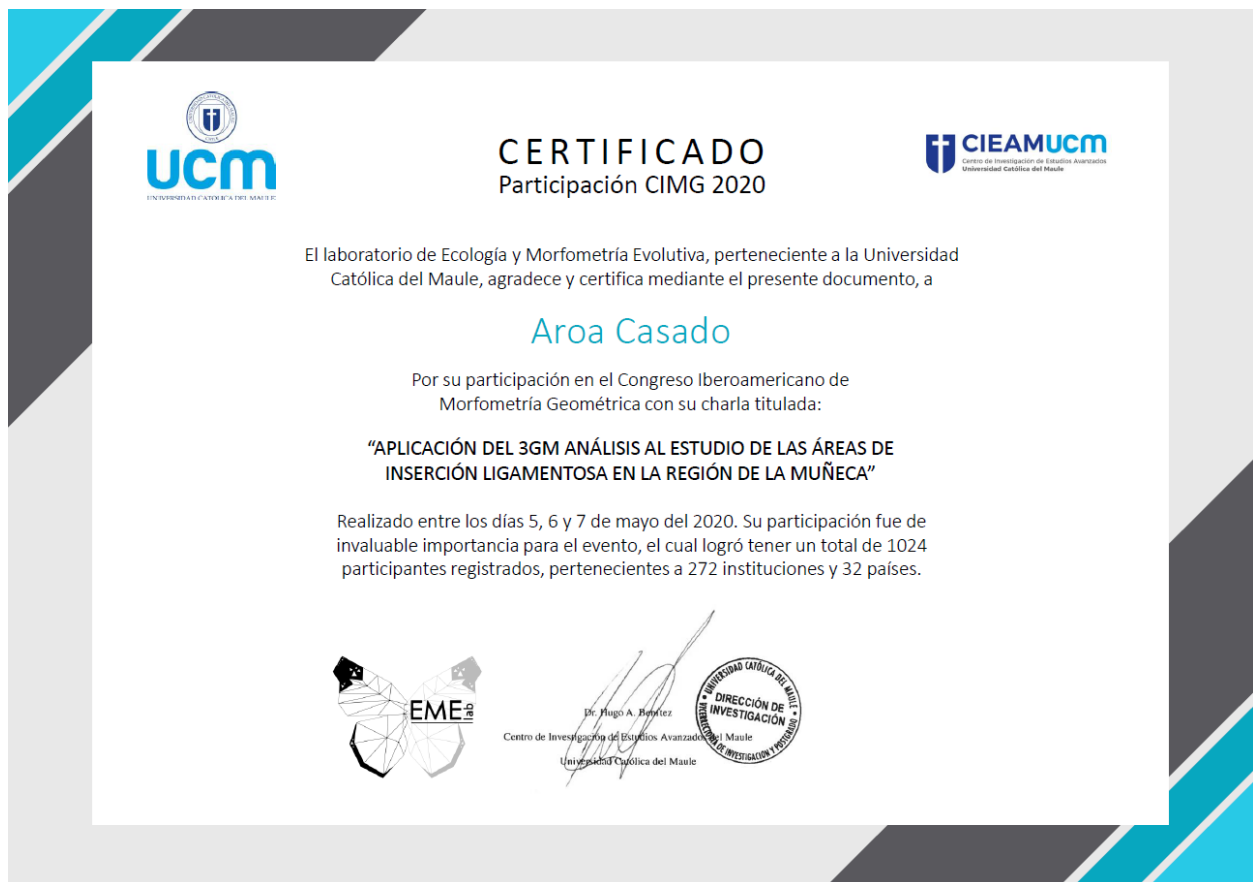 ucm
UNIVERSIDAD CATOLICA DEL MAULE
CERTIFICADO
Participación CIMG 2020
CIEAMUCM
Centro de Investigación de Estudios Avanzados
Universidad Católica del Maule
El laboratorio de Ecología y Morfometría Evolutiva, perteneciente a la Universidad
Católica del Maule, agradece y certifica mediante el presente documento, a
Aroa Casado
Por su participación en el Congreso Iberoamericano de
Morfometría Geométrica con su charla titulada:
“APLICACIÓN DEL 3GM ANÁLISIS AL ESTUDIO DE LAS ÁREAS DE
INSERCIÓN LIGAMENTOSA EN LA REGIÓN DE LA MUÑECA”
Realizado entre los días 5, 6 y 7 de mayo del 2020. Su participación fue de
invaluable importancia para el evento, el cual logró tener un total de 1024
participantes registrados, pertenecientes a 272 instituciones y 32 países.
EME lab
Dr. Hugo A. Benítez
Centro de Investigación de Estudios Avanzados del Maule
Universidad Católica del Maule
UNIVERSIDAD CATÓLICA DEL MAULE
DIRECCIÓN DE
INVESTIGACIÓN
VICERRECTORÍA DE INVESTIGACIÓN Y POSTGRADO